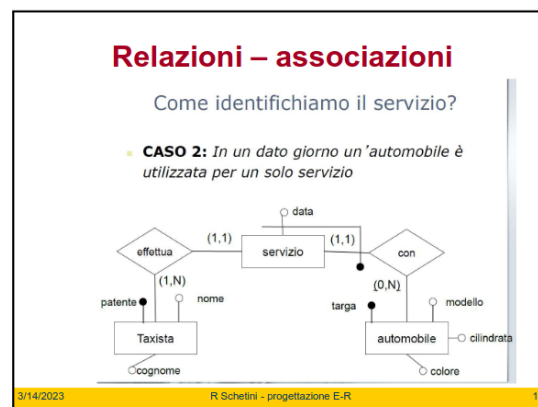 Relazioni – associazioni
Come identifichiamo il servizio?
CASO 2: In un dato giorno un'automobile è
utilizzata per un solo servizio
data
(1,1)
(1,1)
effettua
servizio
con
(1,N)
(0,N)
patente
nome
targa
modello
Taxista
automobile
cilindrata
cognome
colore
3/14/2023
R Schetini - progettazione E-R
1